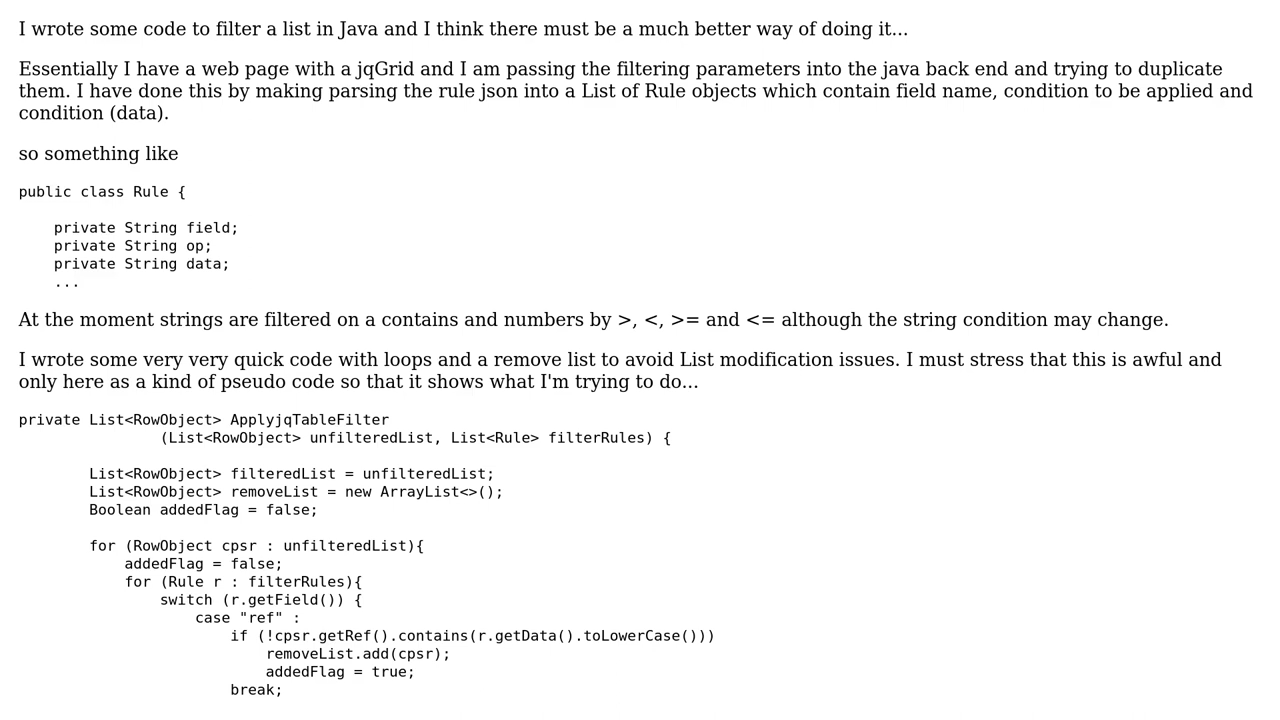 I wrote some code to filter a list in Java and I think there must be a much better way of doing it...
Essentially I have a web page with a jqGrid and I am passing the filtering parameters into the java back end and trying to duplicate
them. I have done this by making parsing the rule json into a List of Rule objects which contain field name, condition to be applied and
condition (data).
so something like
public class Rule {
    private String field;
    private String op;
    private String data;
    ...
At the moment strings are filtered on a contains and numbers by >, <, >= and <= although the string condition may change.
I wrote some very very quick code with loops and a remove list to avoid List modification issues. I must stress that this is awful and
only here as a kind of pseudo code so that it shows what I'm trying to do...
private List<RowObject> ApplyjqTableFilter
                (List<RowObject> unfilteredList, List<Rule> filterRules) {
        List<RowObject> filteredList = unfilteredList;
        List<RowObject> removeList = new ArrayList<>();
        Boolean addedFlag = false;
        for (RowObject cpsr : unfilteredList){
            addedFlag = false;
            for (Rule r : filterRules){
                switch (r.getField()) {
                    case "ref" :
                        if (!cpsr.getRef().contains(r.getData().toLowerCase()))
                            removeList.add(cpsr);
                            addedFlag = true;
                        break;